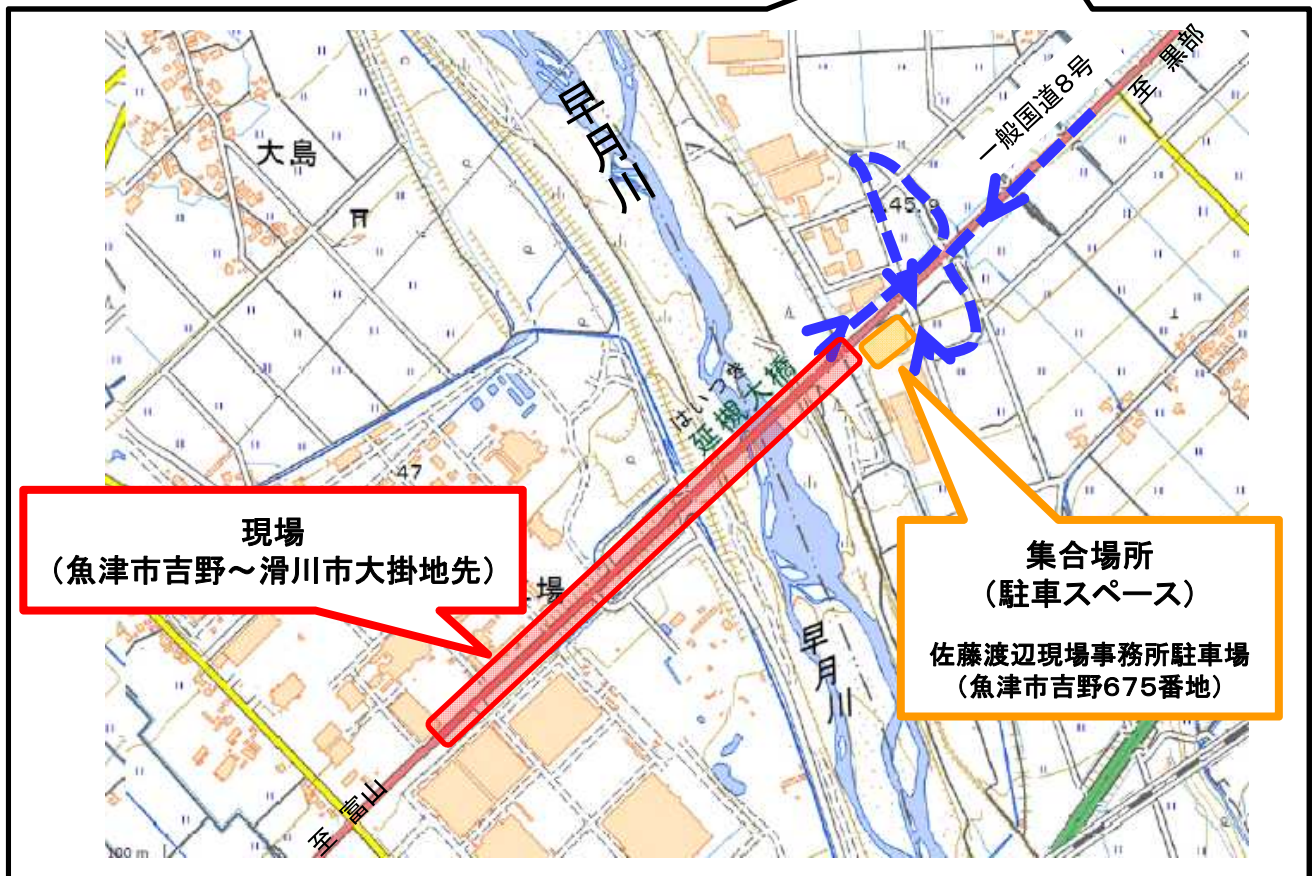 至 黒部
一般国道8号
早月川
大島
45.9
はいつき
延槻大橋
47
現場
（魚津市吉野～滑川市大掛地先）
場
集合場所
（駐車スペース）
佐藤渡辺現場事務所駐車場
（魚津市吉野675番地）
早月川
至 富山
100 m